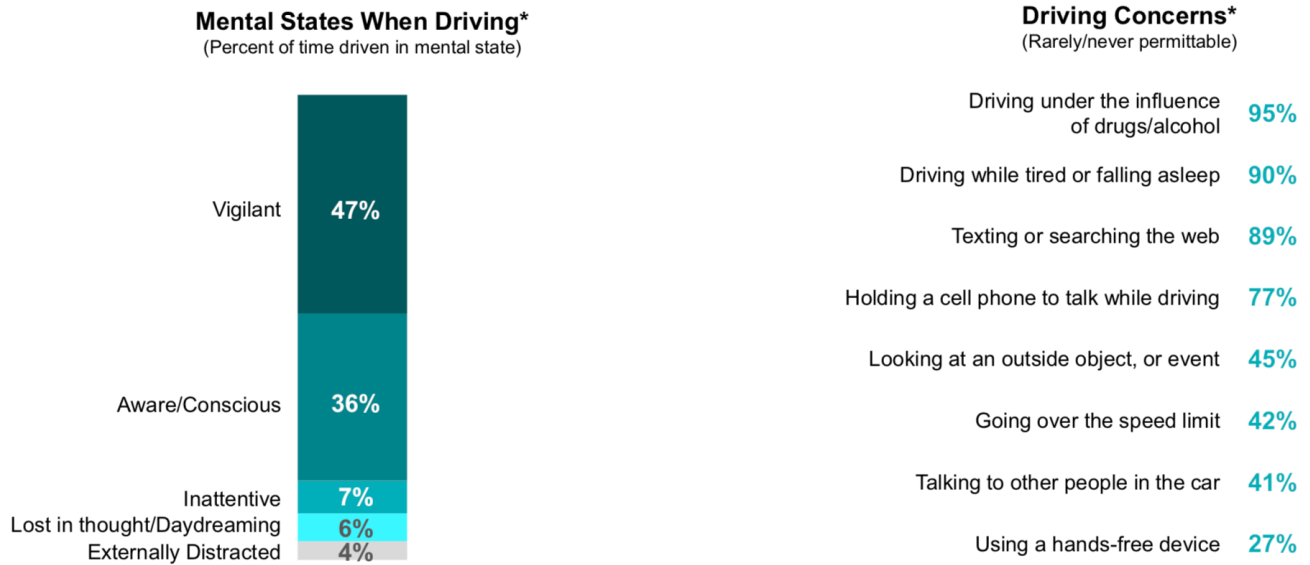 Mental States When Driving*
(Percent of time driven in mental state)
Vigilant 47%
Aware/Conscious 36%
Inattentive 7%
Lost in thought/Daydreaming 6%
Externally Distracted 4%
Driving Concerns*
(Rarely/never permittable)
Driving under the influence
of drugs/alcohol 95%
Driving while tired or falling asleep 90%
Texting or searching the web 89%
Holding a cell phone to talk while driving 77%
Looking at an outside object, or event 45%
Going over the speed limit 42%
Talking to other people in the car 41%
Using a hands-free device 27%